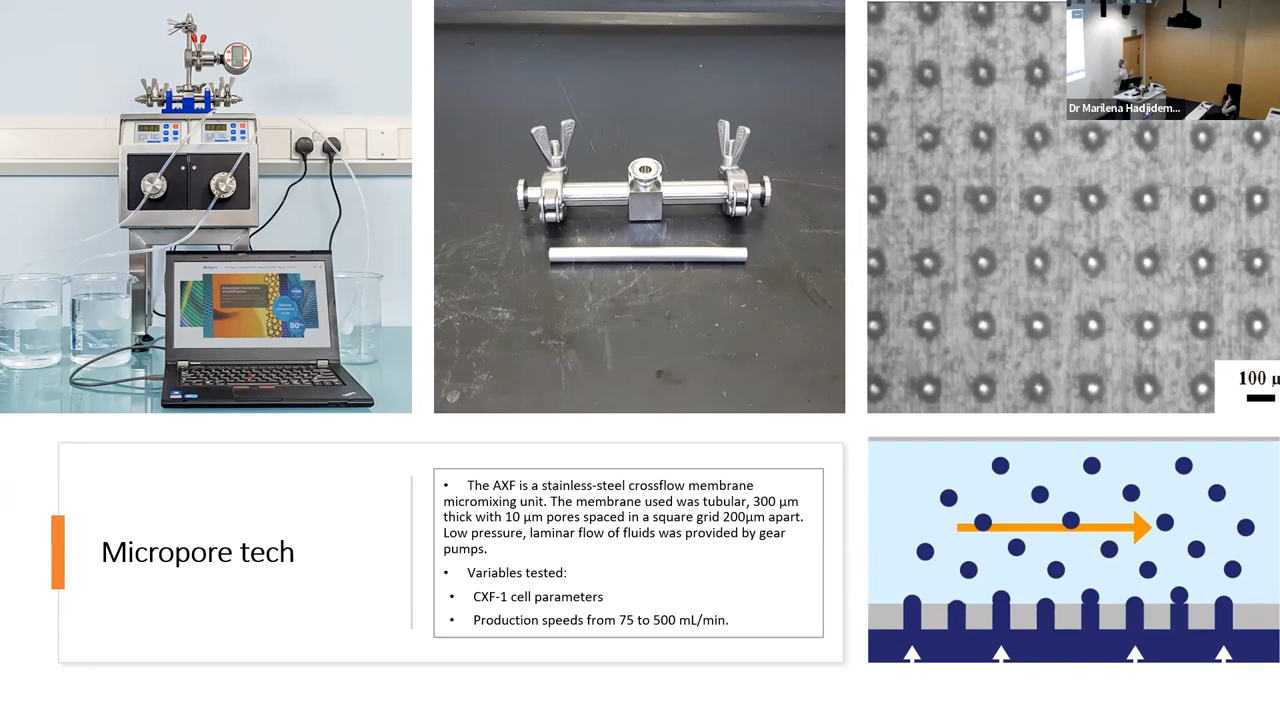 Dr Marilena Hadjidem...
100 μ
Micropore tech
• The AXF is a stainless-steel crossflow membrane
micromixing unit. The membrane used was tubular, 300 μm
thick with 10 μm pores spaced in a square grid 200μm apart.
Low pressure, laminar flow of fluids was provided by gear
pumps.
• Variables tested:
• CXF-1 cell parameters
• Production speeds from 75 to 500 mL/min.